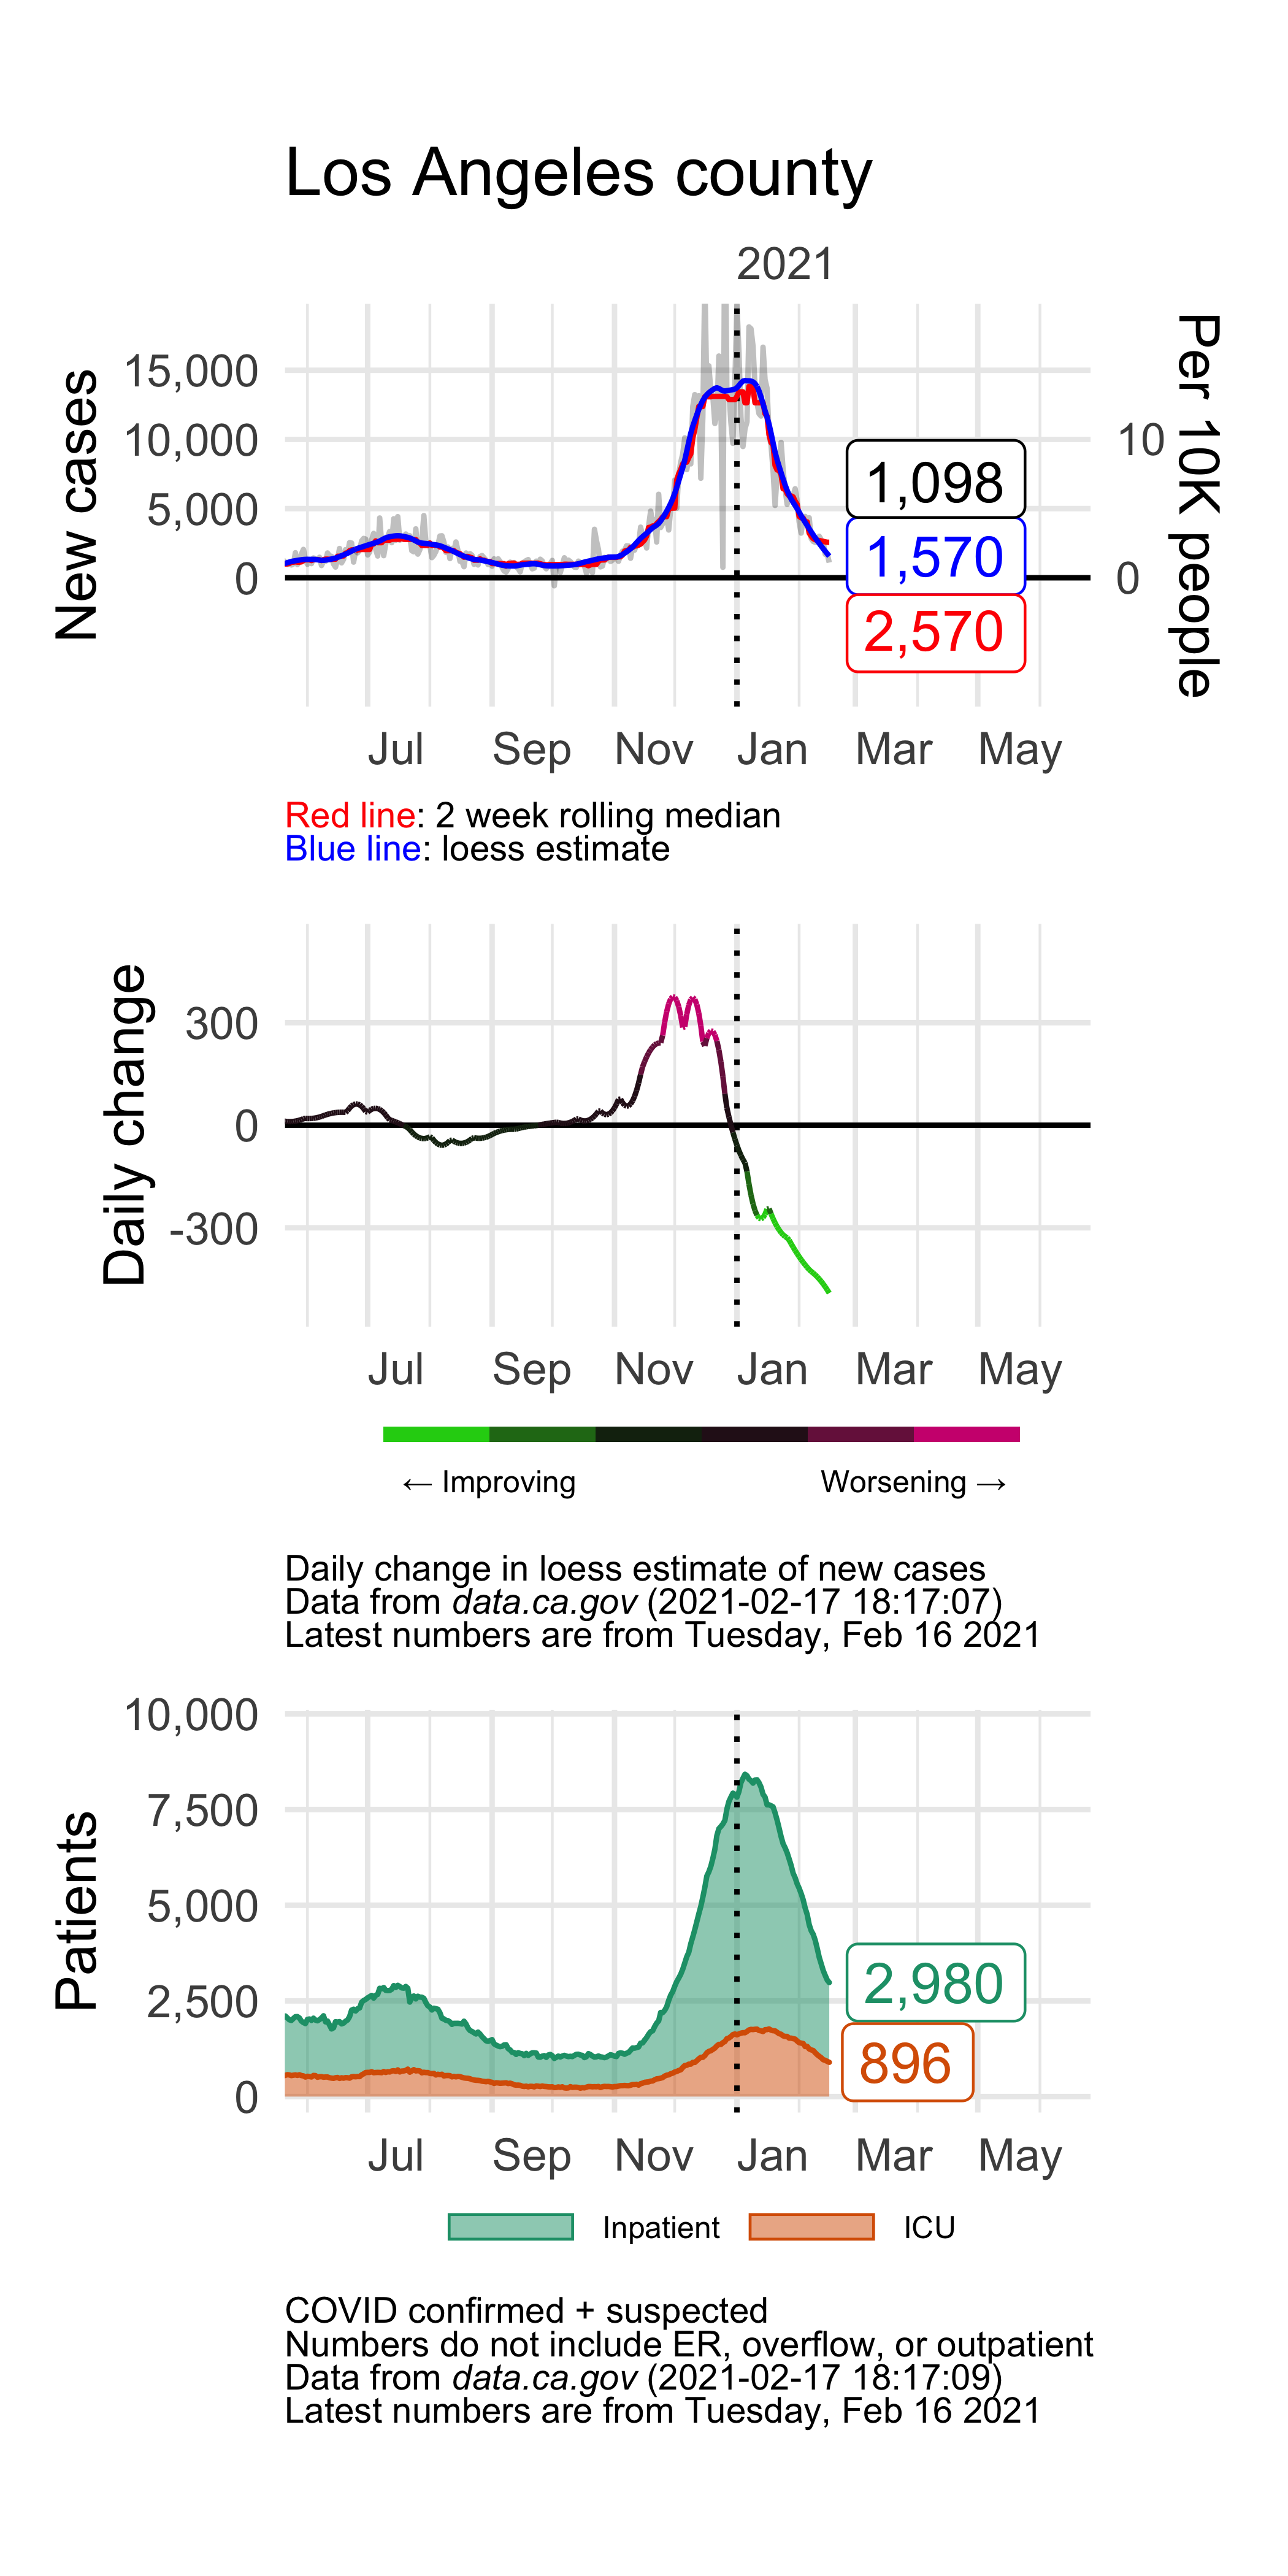 Los Angeles county
2021
New cases
15,000
10,000
5,000
0
10
0
Per 10K people
1,098
1,570
2,570
Jul Sep Nov Jan Mar May
Red line: 2 week rolling median
Blue line: loess estimate
Daily change
300
0
-300
Jul Sep Nov Jan Mar May
← Improving Worsening →
Daily change in loess estimate of new cases
Data from data.ca.gov (2021-02-17 18:17:07)
Latest numbers are from Tuesday, Feb 16 2021
Patients
10,000
7,500
5,000
2,500
0
2,980
896
Jul Sep Nov Jan Mar May
Inpatient ICU
COVID confirmed + suspected
Numbers do not include ER, overflow, or outpatient
Data from data.ca.gov (2021-02-17 18:17:09)
Latest numbers are from Tuesday, Feb 16 2021